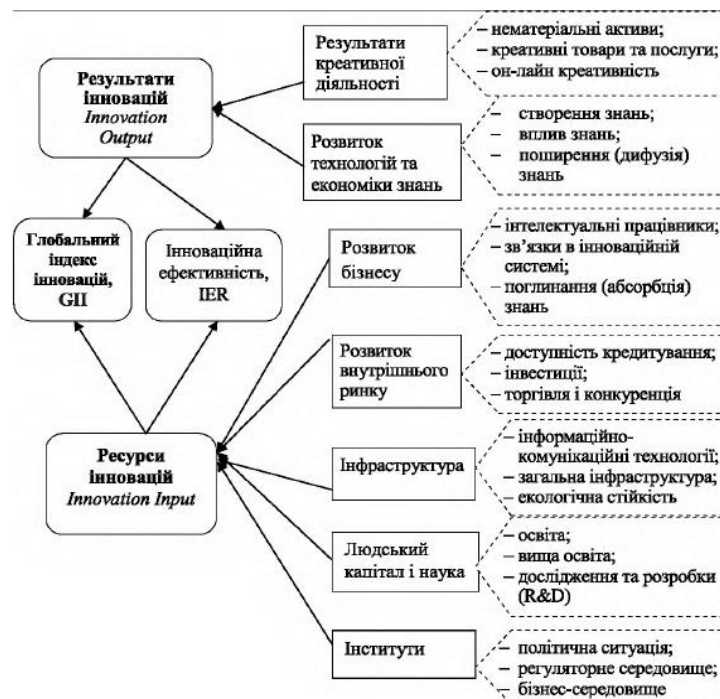 Результати
інновацій
Innovation
Output
Глобальний
індекс
інновацій,
GII
Інноваційна
ефективність,
IER
Ресурси
інновацій
Innovation Input
Результати
креативної
діяльності
– нематеріальні активи;
– креативні товари та послуги;
– он-лайн креативність
Розвиток
технологій та
економіки знань
– створення знань;
– вплив знань;
– поширення (дифузія)
знань
Розвиток
бізнесу
– інтелектуальні працівники;
– зв’язки в інноваційній
системі;
– поглинання (абсорбція)
знань
Розвиток
внутрішнього
ринку
– доступність кредитування;
– інвестиції;
– торгівля і конкуренція
Інфраструктура
– інформаційно-
комунікаційні технології;
– загальна інфраструктура;
– екологічна стійкість
Людський
капітал і наука
– освіта;
– вища освіта;
– дослідження та розробки
(R&D)
Інститути
– політична ситуація;
– регуляторне середовище;
– бізнес-середовище